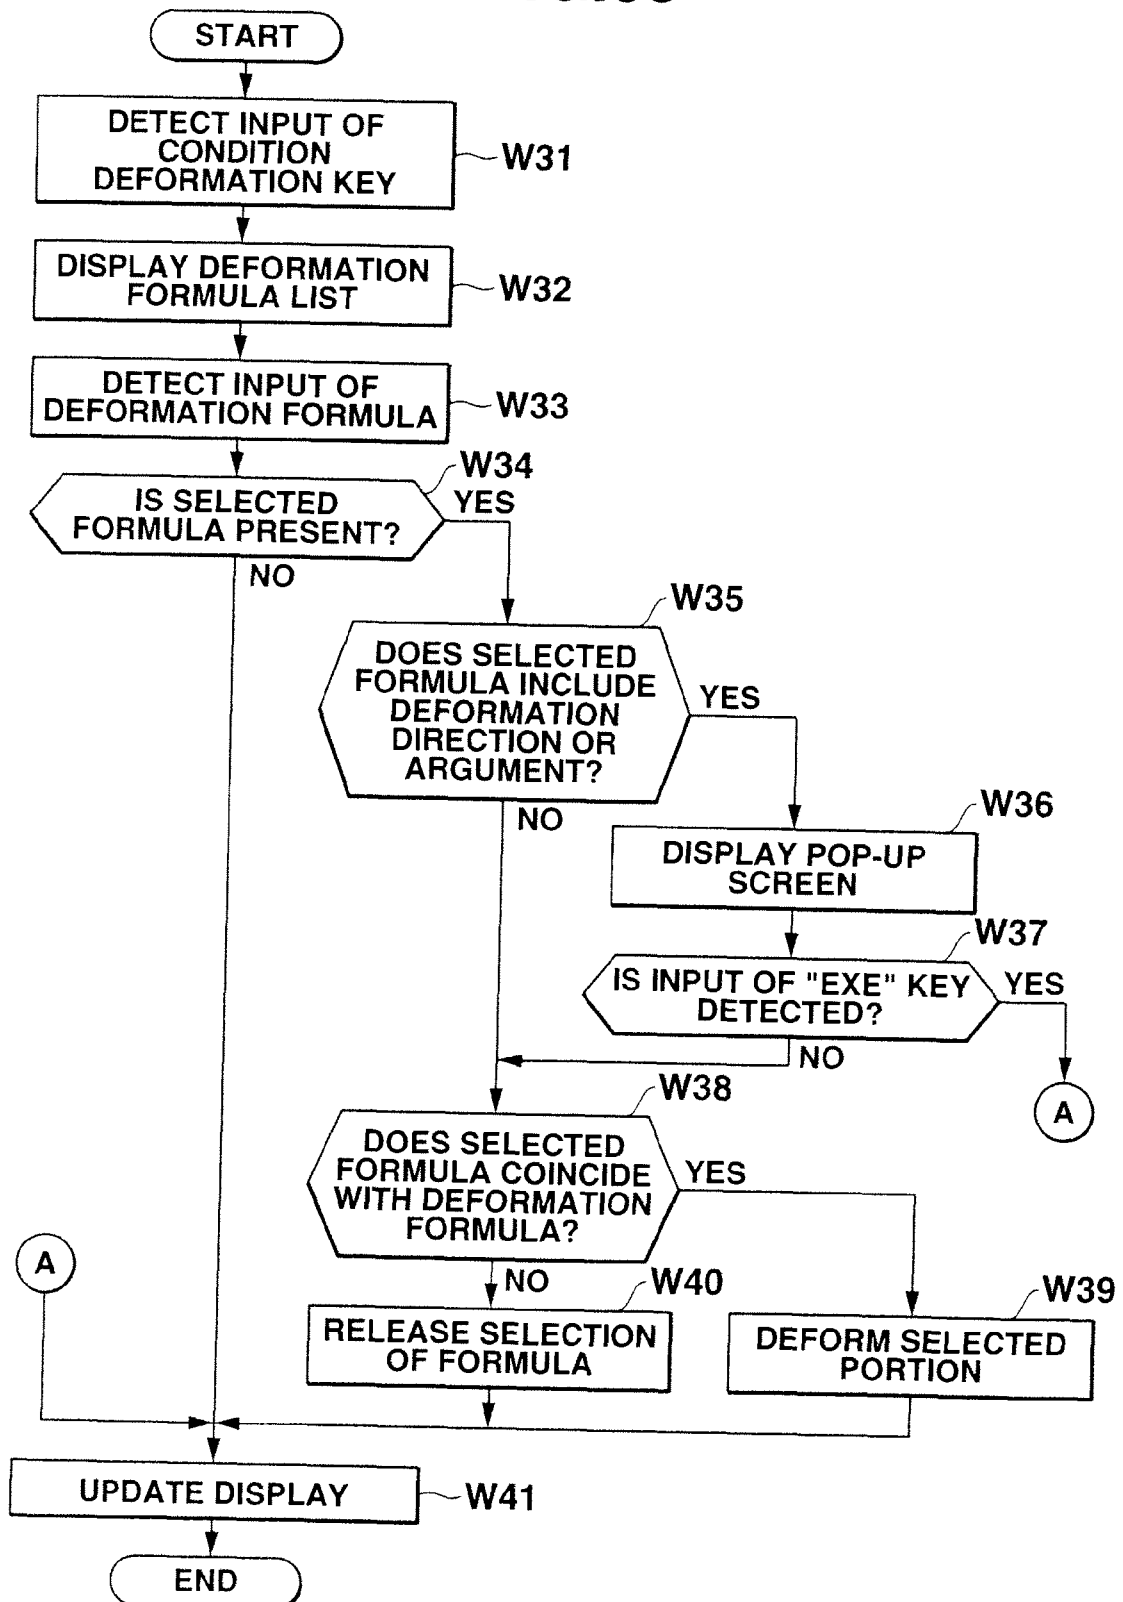 START
DETECT INPUT OF
CONDITION
DEFORMATION KEY
W31
DISPLAY DEFORMATION
FORMULA LIST
W32
DETECT INPUT OF
DEFORMATION FORMULA
W33
W34
IS SELECTED
FORMULA PRESENT?
YES
NO
W35
DOES SELECTED
FORMULA INCLUDE
DEFORMATION
DIRECTION OR
ARGUMENT?
YES
NO
W36
DISPLAY POP-UP
SCREEN
W37
IS INPUT OF "EXE" KEY
DETECTED?
YES
NO
A
W38
DOES SELECTED
FORMULA COINCIDE
WITH DEFORMATION
FORMULA?
YES
NO
A
W40
RELEASE SELECTION
OF FORMULA
W39
DEFORM SELECTED
PORTION
UPDATE DISPLAY
W41
END